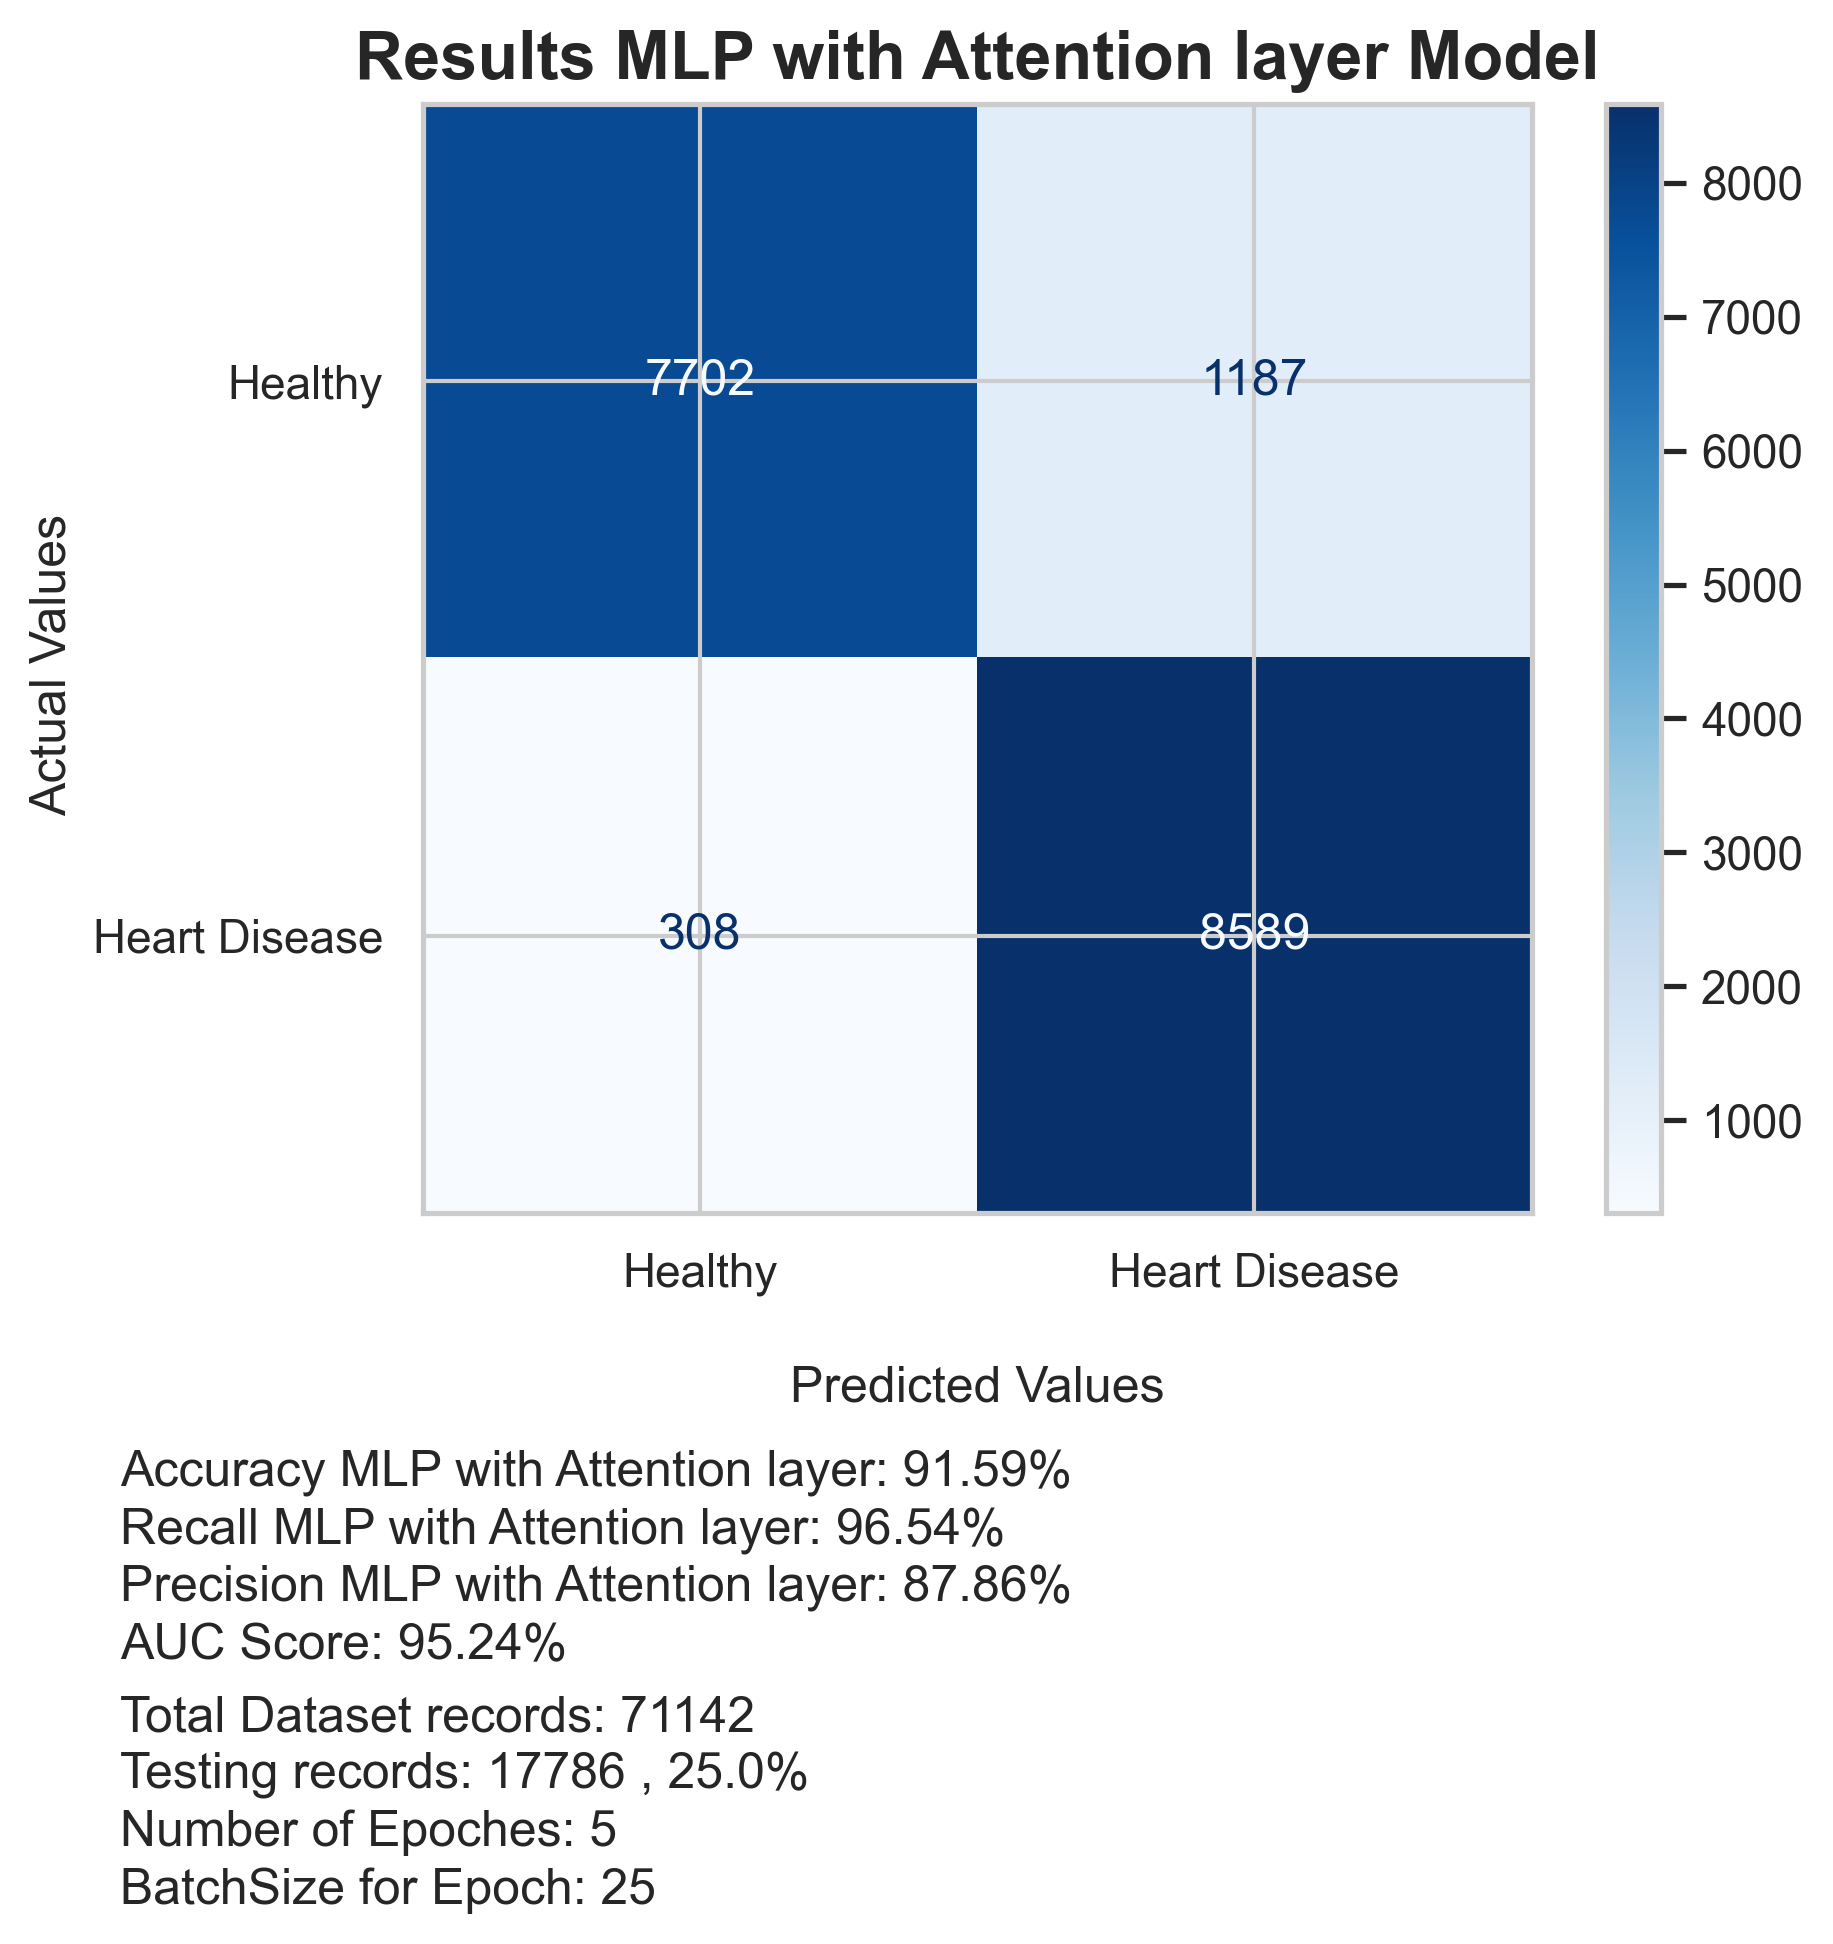 Results MLP with Attention layer Model
8000
7000
6000
5000
4000
3000
2000
1000
Actual Values
Healthy
7702
1187
Heart Disease
308
8589
Healthy
Heart Disease
Predicted Values
Accuracy MLP with Attention layer: 91.59%
Recall MLP with Attention layer: 96.54%
Precision MLP with Attention layer: 87.86%
AUC Score: 95.24%
Total Dataset records: 71142
Testing records: 17786 , 25.0%
Number of Epoches: 5
BatchSize for Epoch: 25